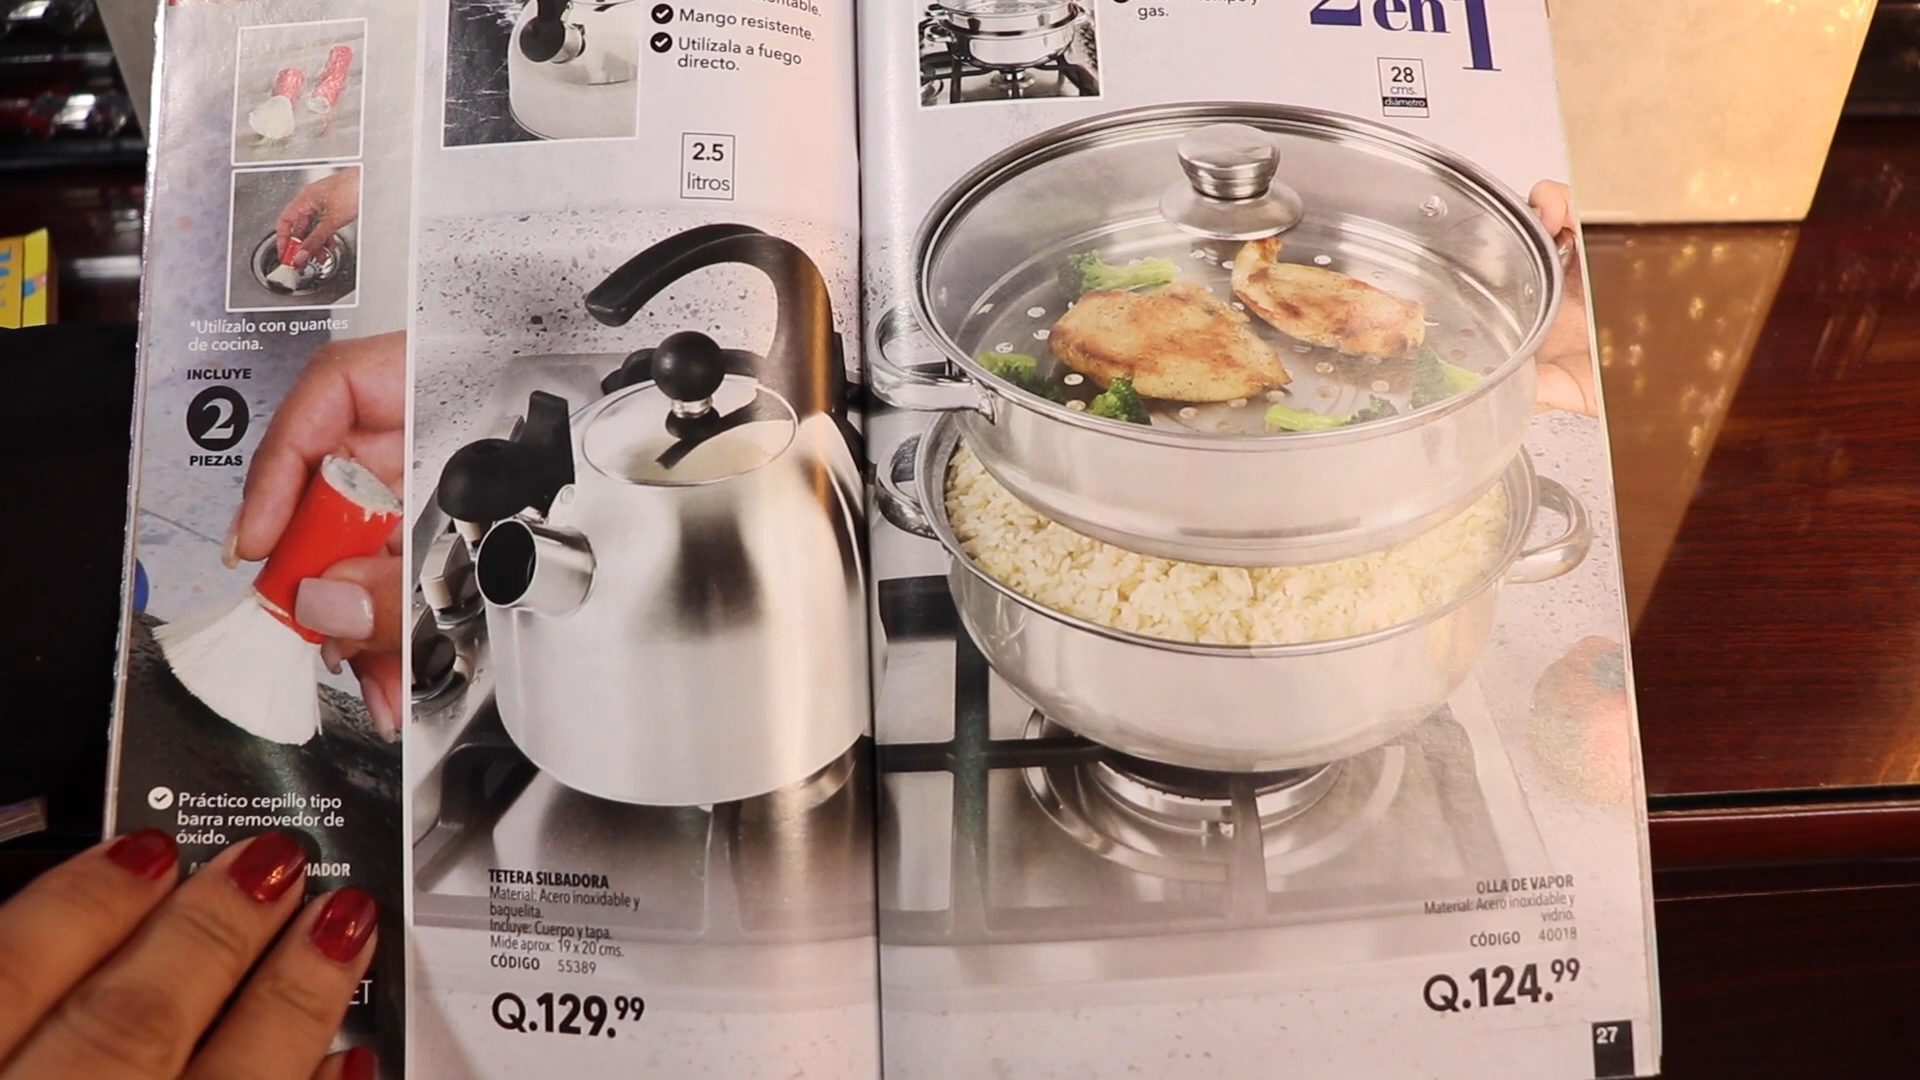 Mango resistente.
Utilízala a fuego
directo.
2.5
litros
*Utilízalo con guantes
de cocina.
INCLUYE
2
PIEZAS
Práctico cepillo tipo
barra removedor de
óxido.
TETERA SILBADORA
Material: Acero inoxidable y
baquelita.
Incluye: Cuerpo y tapa.
Mide aprox: 19 x 20 cms.
CÓDIGO 55389
Q.129.99
gas.
2 en 1
28
cms.
diámetro
OLLA DE VAPOR
Material: Acero inoxidable y
vidrio.
CÓDIGO 40018
Q.124.99
27